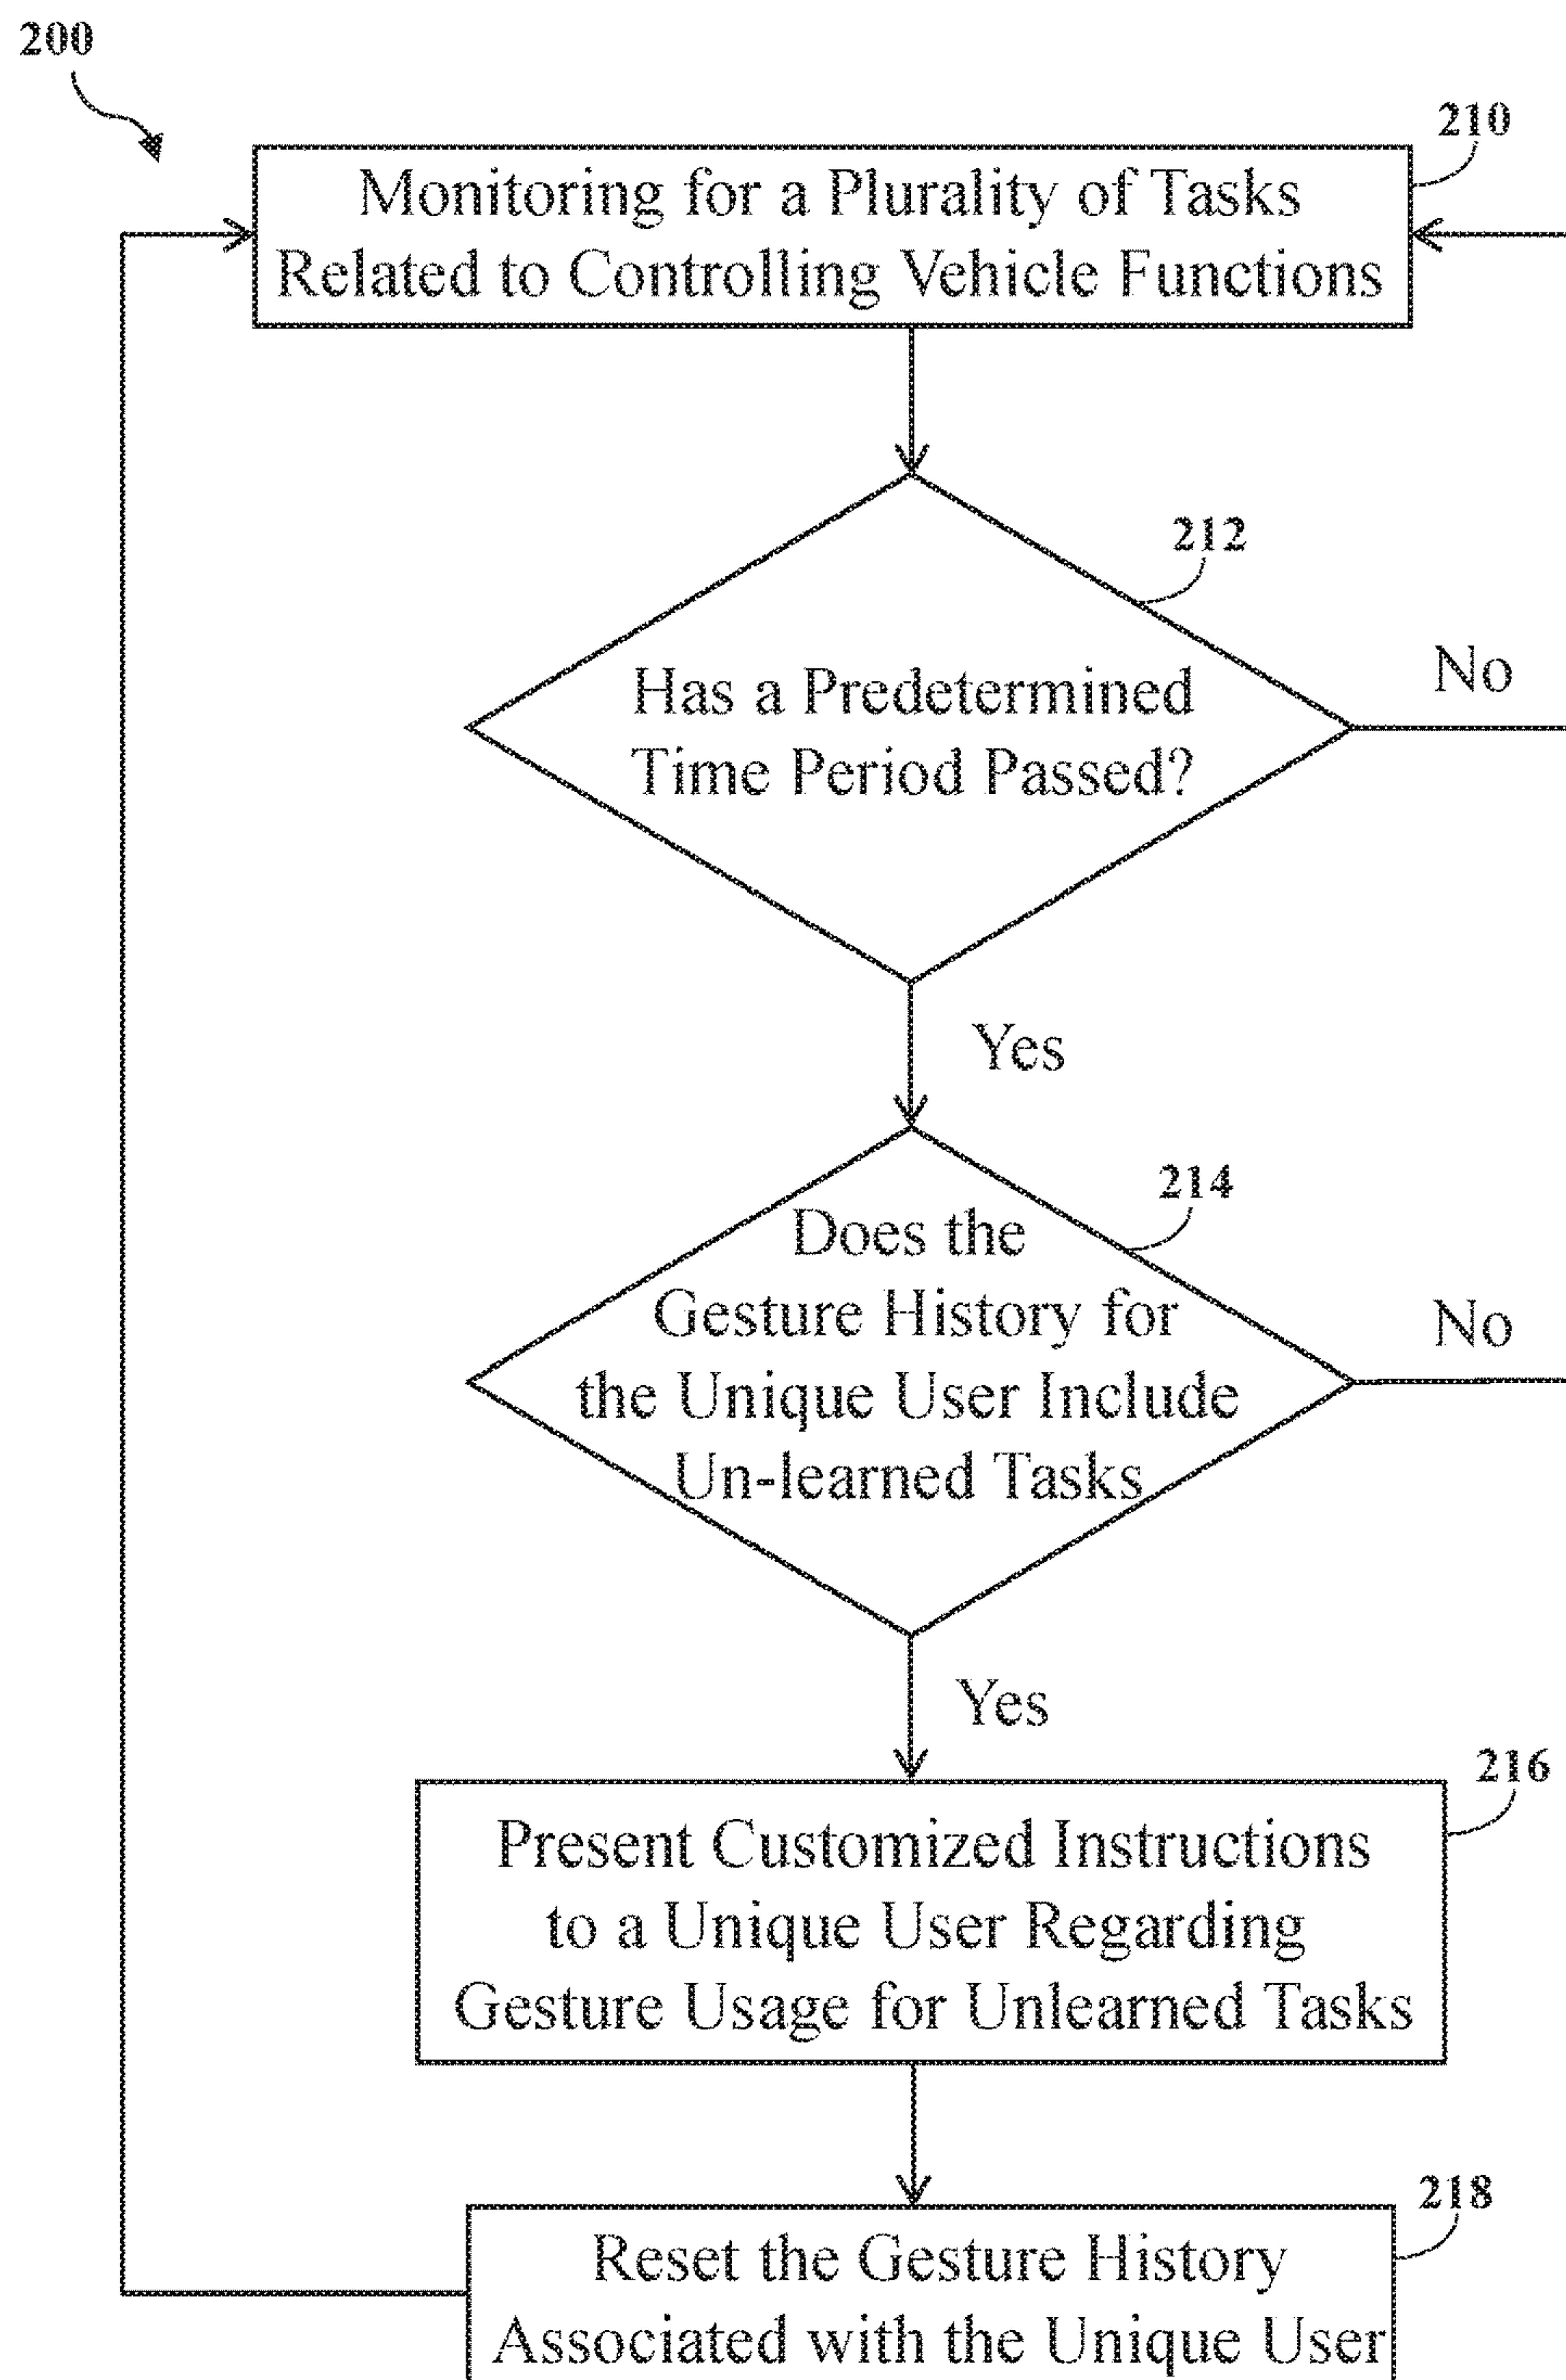 200
210
Monitoring for a Plurality of Tasks
Related to Controlling Vehicle Functions
212
Has a Predetermined
Time Period Passed?
No
Yes
214
Does the
Gesture History for
the Unique User Include
Un-learned Tasks
No
Yes
216
Present Customized Instructions
to a Unique User Regarding
Gesture Usage for Unlearned Tasks
218
Reset the Gesture History
Associated with the Unique User